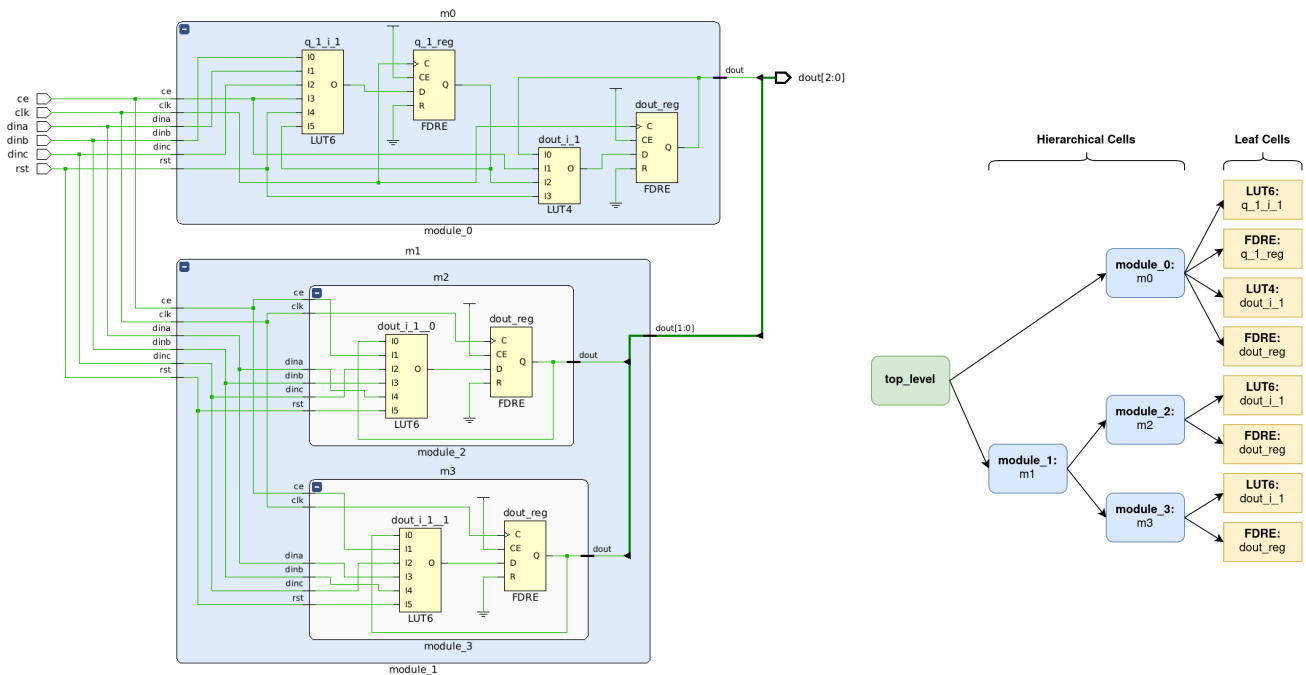 m0
q_1_i_1
q_1_reg
I0
I1
I2
I3
I4
I5
O
LUT6
C
CE
D
R
Q
FDRE
dout_reg
C
CE
D
R
Q
FDRE
dout_i_1
I0
I1
I2
I3
O
LUT4
ce
clk
dina
dinb
dinc
rst
ce
clk
dina
dinb
dinc
rst
dout
dout[2:0]
module_0
m1
ce
clk
dina
dinb
dinc
rst
dout[1:0]
m2
ce
clk
dina
dinb
dinc
rst
dout_i_1__0
I0
I1
I2
I3
I4
I5
O
LUT6
dout_reg
C
CE
D
R
Q
FDRE
dout
module_2
m3
ce
clk
dina
dinb
dinc
rst
dout_i_1__1
I0
I1
I2
I3
I4
I5
O
LUT6
dout_reg
C
CE
D
R
Q
FDRE
dout
module_3
module_1
Hierarchical Cells
Leaf Cells
top_level
module_0:
m0
module_1:
m1
module_2:
m2
module_3:
m3
LUT6:
q_1_i_1
FDRE:
q_1_reg
LUT4:
dout_i_1
FDRE:
dout_reg
LUT6:
dout_i_1
FDRE:
dout_reg
LUT6:
dout_i_1
FDRE:
dout_reg